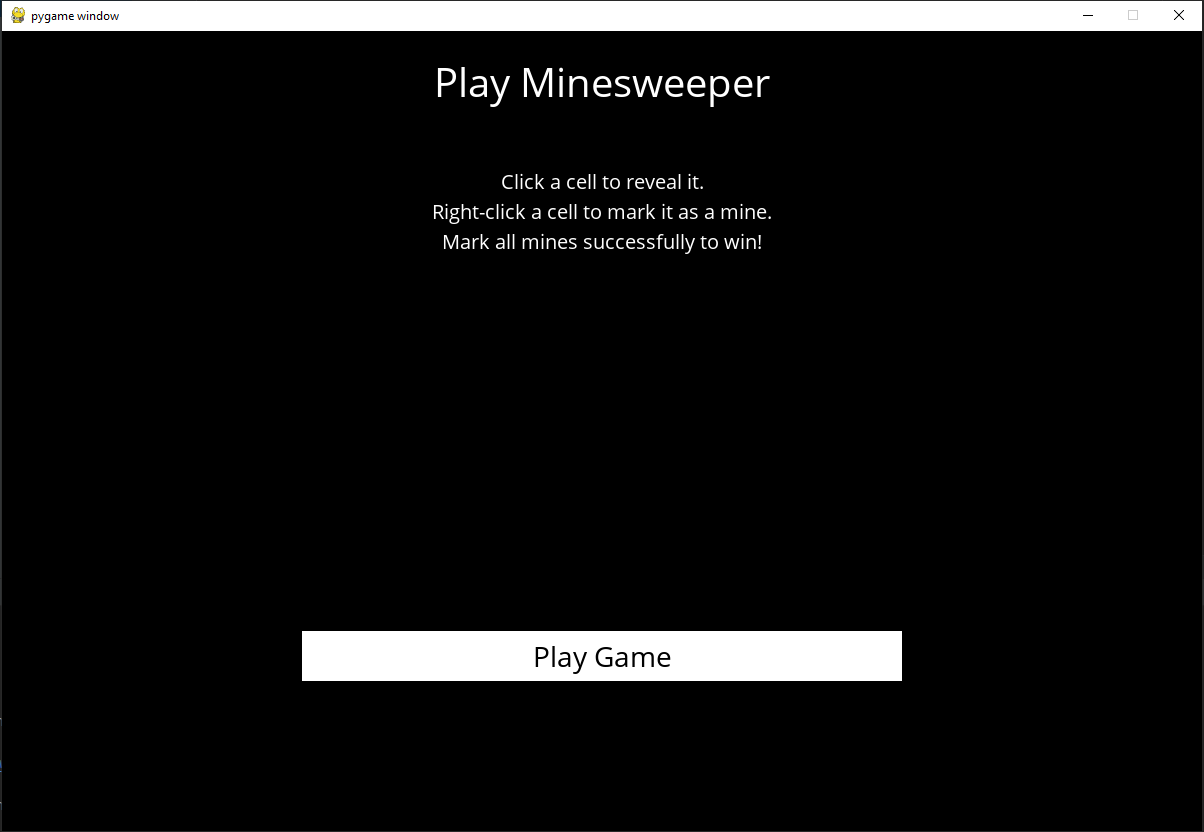 pygame window
Play Minesweeper
Click a cell to reveal it.
Right-click a cell to mark it as a mine.
Mark all mines successfully to win!
Play Game